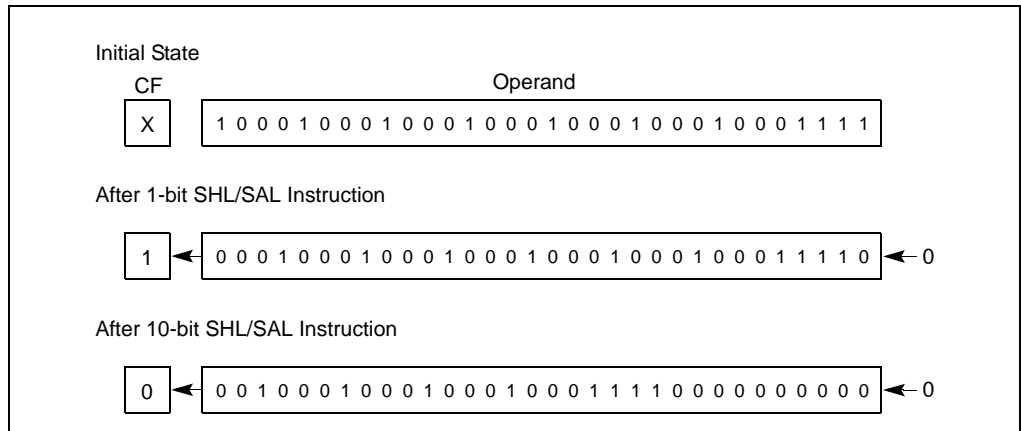 Initial State
CF Operand
X 1 0 0 0 1 0 0 0 1 0 0 0 1 0 0 0 1 0 0 0 1 0 0 0 1 0 0 0 1 1 1 1
After 1-bit SHL/SAL Instruction
1 0 0 0 1 0 0 0 1 0 0 0 1 0 0 0 1 0 0 0 1 0 0 0 1 0 0 0 1 1 1 1 0 0
After 10-bit SHL/SAL Instruction
0 0 0 1 0 0 0 1 0 0 0 1 0 0 0 1 0 0 0 1 1 1 1 0 0 0 0 0 0 0 0 0 0 0